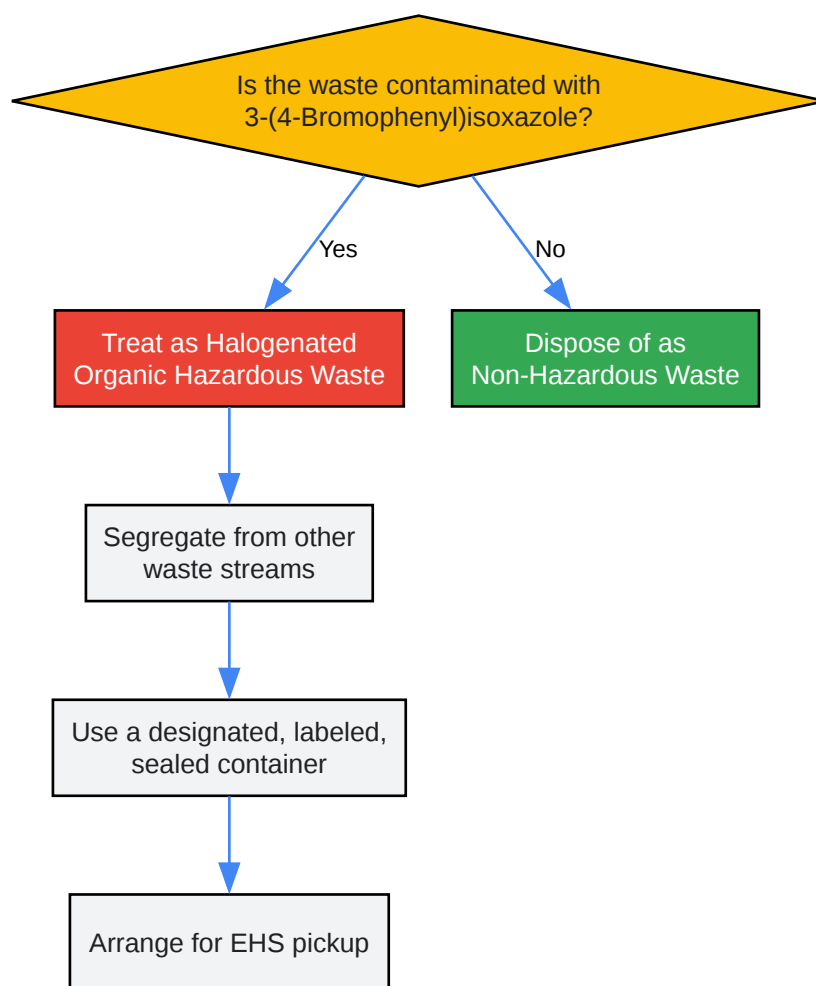 Is the waste contaminated with
3-(4-Bromophenyl)isoxazole?
Yes
No
Treat as Halogenated
Organic Hazardous Waste
Dispose of as
Non-Hazardous Waste
Segregate from other
waste streams
Use a designated, labeled,
sealed container
Arrange for EHS pickup